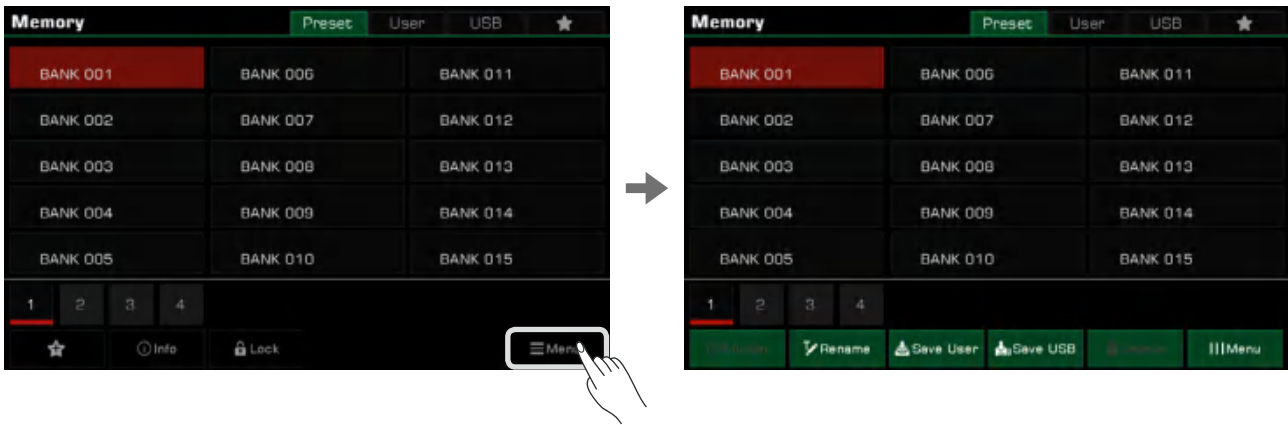 Memory Preset User USB
BANK 001 BANK 006 BANK 011
BANK 002 BANK 007 BANK 012
BANK 003 BANK 008 BANK 013
BANK 004 BANK 009 BANK 014
BANK 005 BANK 010 BANK 015
1 2 3 4
Info Lock Menu
Memory Preset User USB
BANK 001 BANK 006 BANK 011
BANK 002 BANK 007 BANK 012
BANK 003 BANK 008 BANK 013
BANK 004 BANK 009 BANK 014
BANK 005 BANK 010 BANK 015
1 2 3 4
Rename Save User Save USB Menu